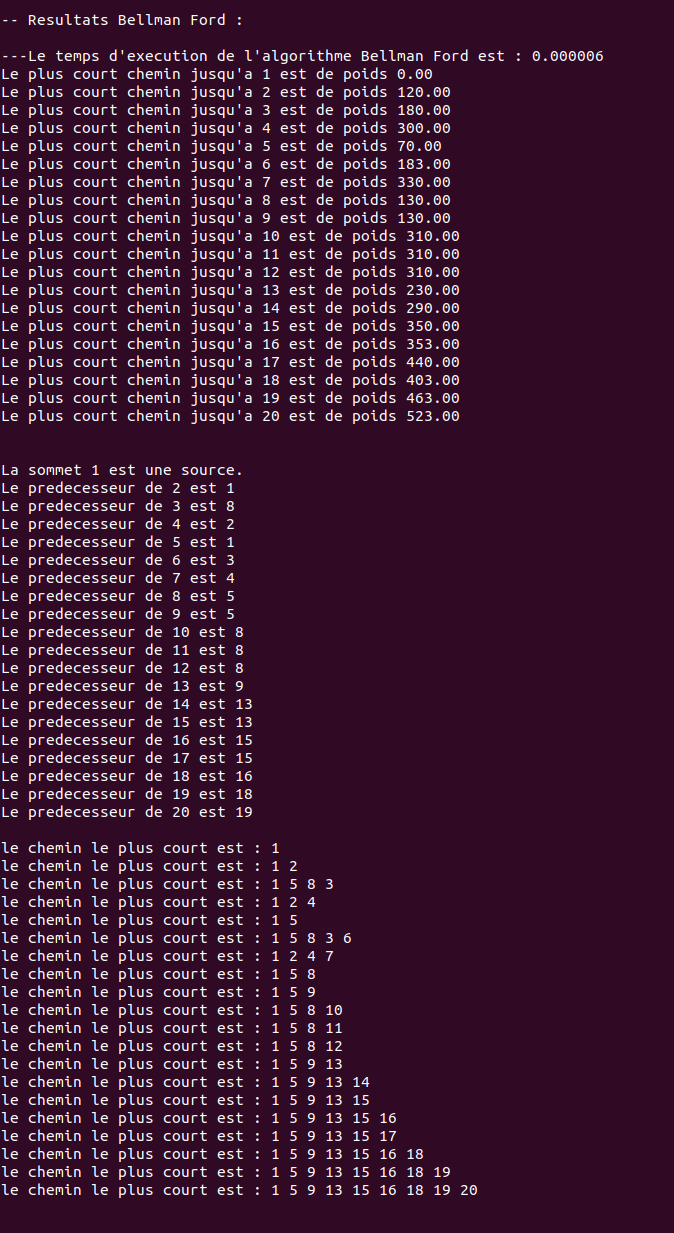 -- Resultats Bellman Ford :
---Le temps d'execution de l'algorithme Bellman Ford est : 0.000006
Le plus court chemin jusqu'a 1 est de poids 0.00
Le plus court chemin jusqu'a 2 est de poids 120.00
Le plus court chemin jusqu'a 3 est de poids 180.00
Le plus court chemin jusqu'a 4 est de poids 300.00
Le plus court chemin jusqu'a 5 est de poids 70.00
Le plus court chemin jusqu'a 6 est de poids 183.00
Le plus court chemin jusqu'a 7 est de poids 330.00
Le plus court chemin jusqu'a 8 est de poids 130.00
Le plus court chemin jusqu'a 9 est de poids 130.00
Le plus court chemin jusqu'a 10 est de poids 310.00
Le plus court chemin jusqu'a 11 est de poids 310.00
Le plus court chemin jusqu'a 12 est de poids 310.00
Le plus court chemin jusqu'a 13 est de poids 230.00
Le plus court chemin jusqu'a 14 est de poids 290.00
Le plus court chemin jusqu'a 15 est de poids 350.00
Le plus court chemin jusqu'a 16 est de poids 353.00
Le plus court chemin jusqu'a 17 est de poids 440.00
Le plus court chemin jusqu'a 18 est de poids 403.00
Le plus court chemin jusqu'a 19 est de poids 463.00
Le plus court chemin jusqu'a 20 est de poids 523.00
La sommet 1 est une source.
Le predecesseur de 2 est 1
Le predecesseur de 3 est 8
Le predecesseur de 4 est 2
Le predecesseur de 5 est 1
Le predecesseur de 6 est 3
Le predecesseur de 7 est 4
Le predecesseur de 8 est 5
Le predecesseur de 9 est 5
Le predecesseur de 10 est 8
Le predecesseur de 11 est 8
Le predecesseur de 12 est 8
Le predecesseur de 13 est 9
Le predecesseur de 14 est 13
Le predecesseur de 15 est 13
Le predecesseur de 16 est 15
Le predecesseur de 17 est 15
Le predecesseur de 18 est 16
Le predecesseur de 19 est 18
Le predecesseur de 20 est 19
le chemin le plus court est : 1
le chemin le plus court est : 1 2
le chemin le plus court est : 1 5 8 3
le chemin le plus court est : 1 2 4
le chemin le plus court est : 1 5
le chemin le plus court est : 1 5 8 3 6
le chemin le plus court est : 1 2 4 7
le chemin le plus court est : 1 5 8
le chemin le plus court est : 1 5 9
le chemin le plus court est : 1 5 8 10
le chemin le plus court est : 1 5 8 11
le chemin le plus court est : 1 5 8 12
le chemin le plus court est : 1 5 9 13
le chemin le plus court est : 1 5 9 13 14
le chemin le plus court est : 1 5 9 13 15
le chemin le plus court est : 1 5 9 13 15 16
le chemin le plus court est : 1 5 9 13 15 17
le chemin le plus court est : 1 5 9 13 15 16 18
le chemin le plus court est : 1 5 9 13 15 16 18 19
le chemin le plus court est : 1 5 9 13 15 16 18 19 20